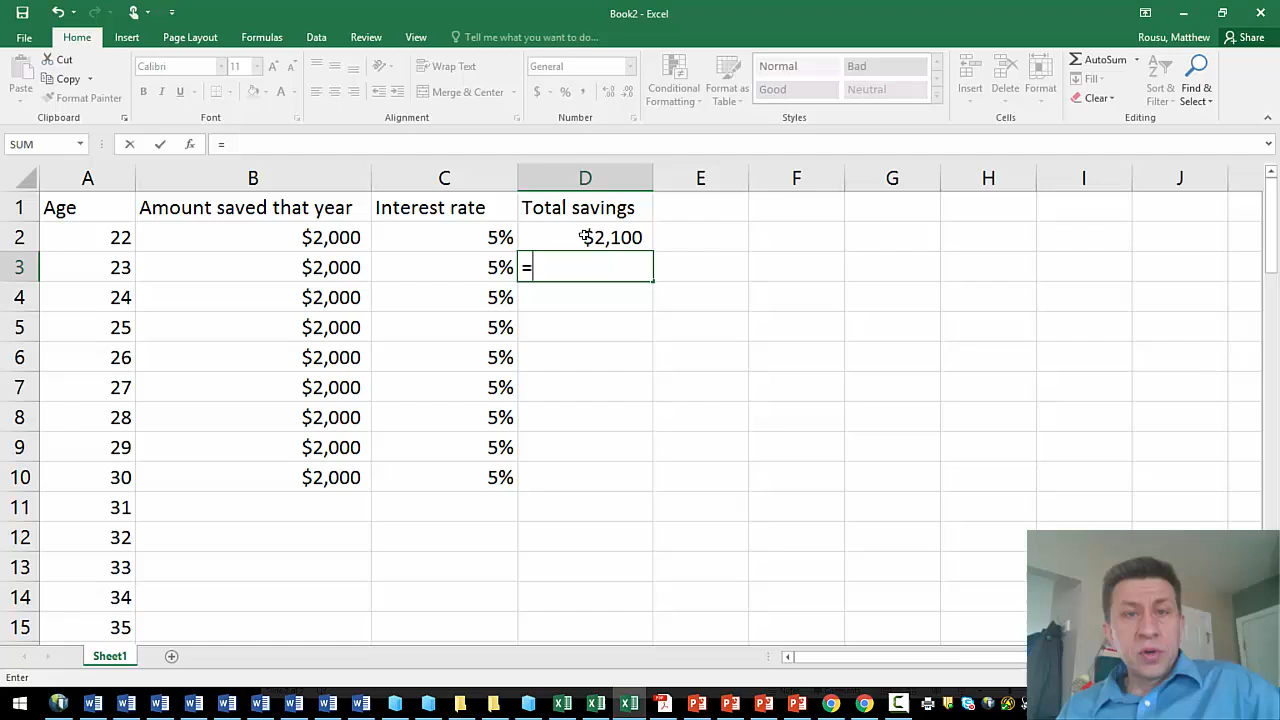 Book2 - Excel
File Home Insert Page Layout Formulas Data Review View Tell me what you want to do... Rousu, Matthew Share
Paste Cut Copy Format Painter
Clipboard
Calibri 11 A A
B I U A
Font
Wrap Text
Merge & Center
Alignment
General
$ % ,
Number
Conditional Formatting
Format as Table
Normal Bad
Good Neutral
Styles
Insert Delete Format
Cells
AutoSum
Fill
Clear
Sort & Filter
Find & Select
Editing
SUM fx =
A B C D E F G H I J
1 Age Amount saved that year Interest rate Total savings
2 22 $2,000 5% $2,100
3 23 $2,000 5% =
4 24 $2,000 5%
5 25 $2,000 5%
6 26 $2,000 5%
7 27 $2,000 5%
8 28 $2,000 5%
9 29 $2,000 5%
10 30 $2,000 5%
11 31
12 32
13 33
14 34
15 35
Sheet1
Enter